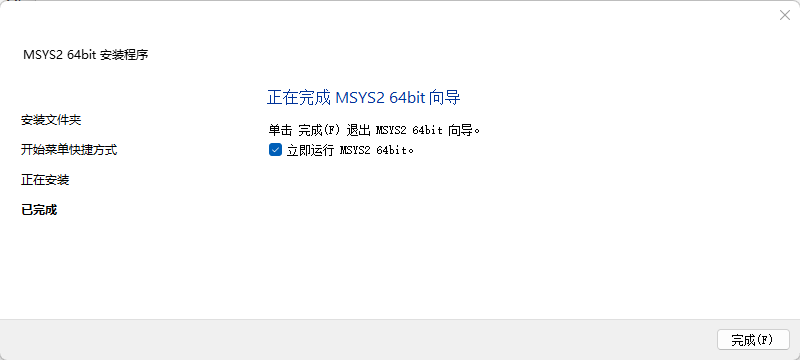 MSYS2 64bit 安装程序
安装文件夹
开始菜单快捷方式
正在安装
已完成
正在完成 MSYS2 64bit 向导
单击 完成(F) 退出 MSYS2 64bit 向导。
立即运行 MSYS2 64bit。
完成(F)